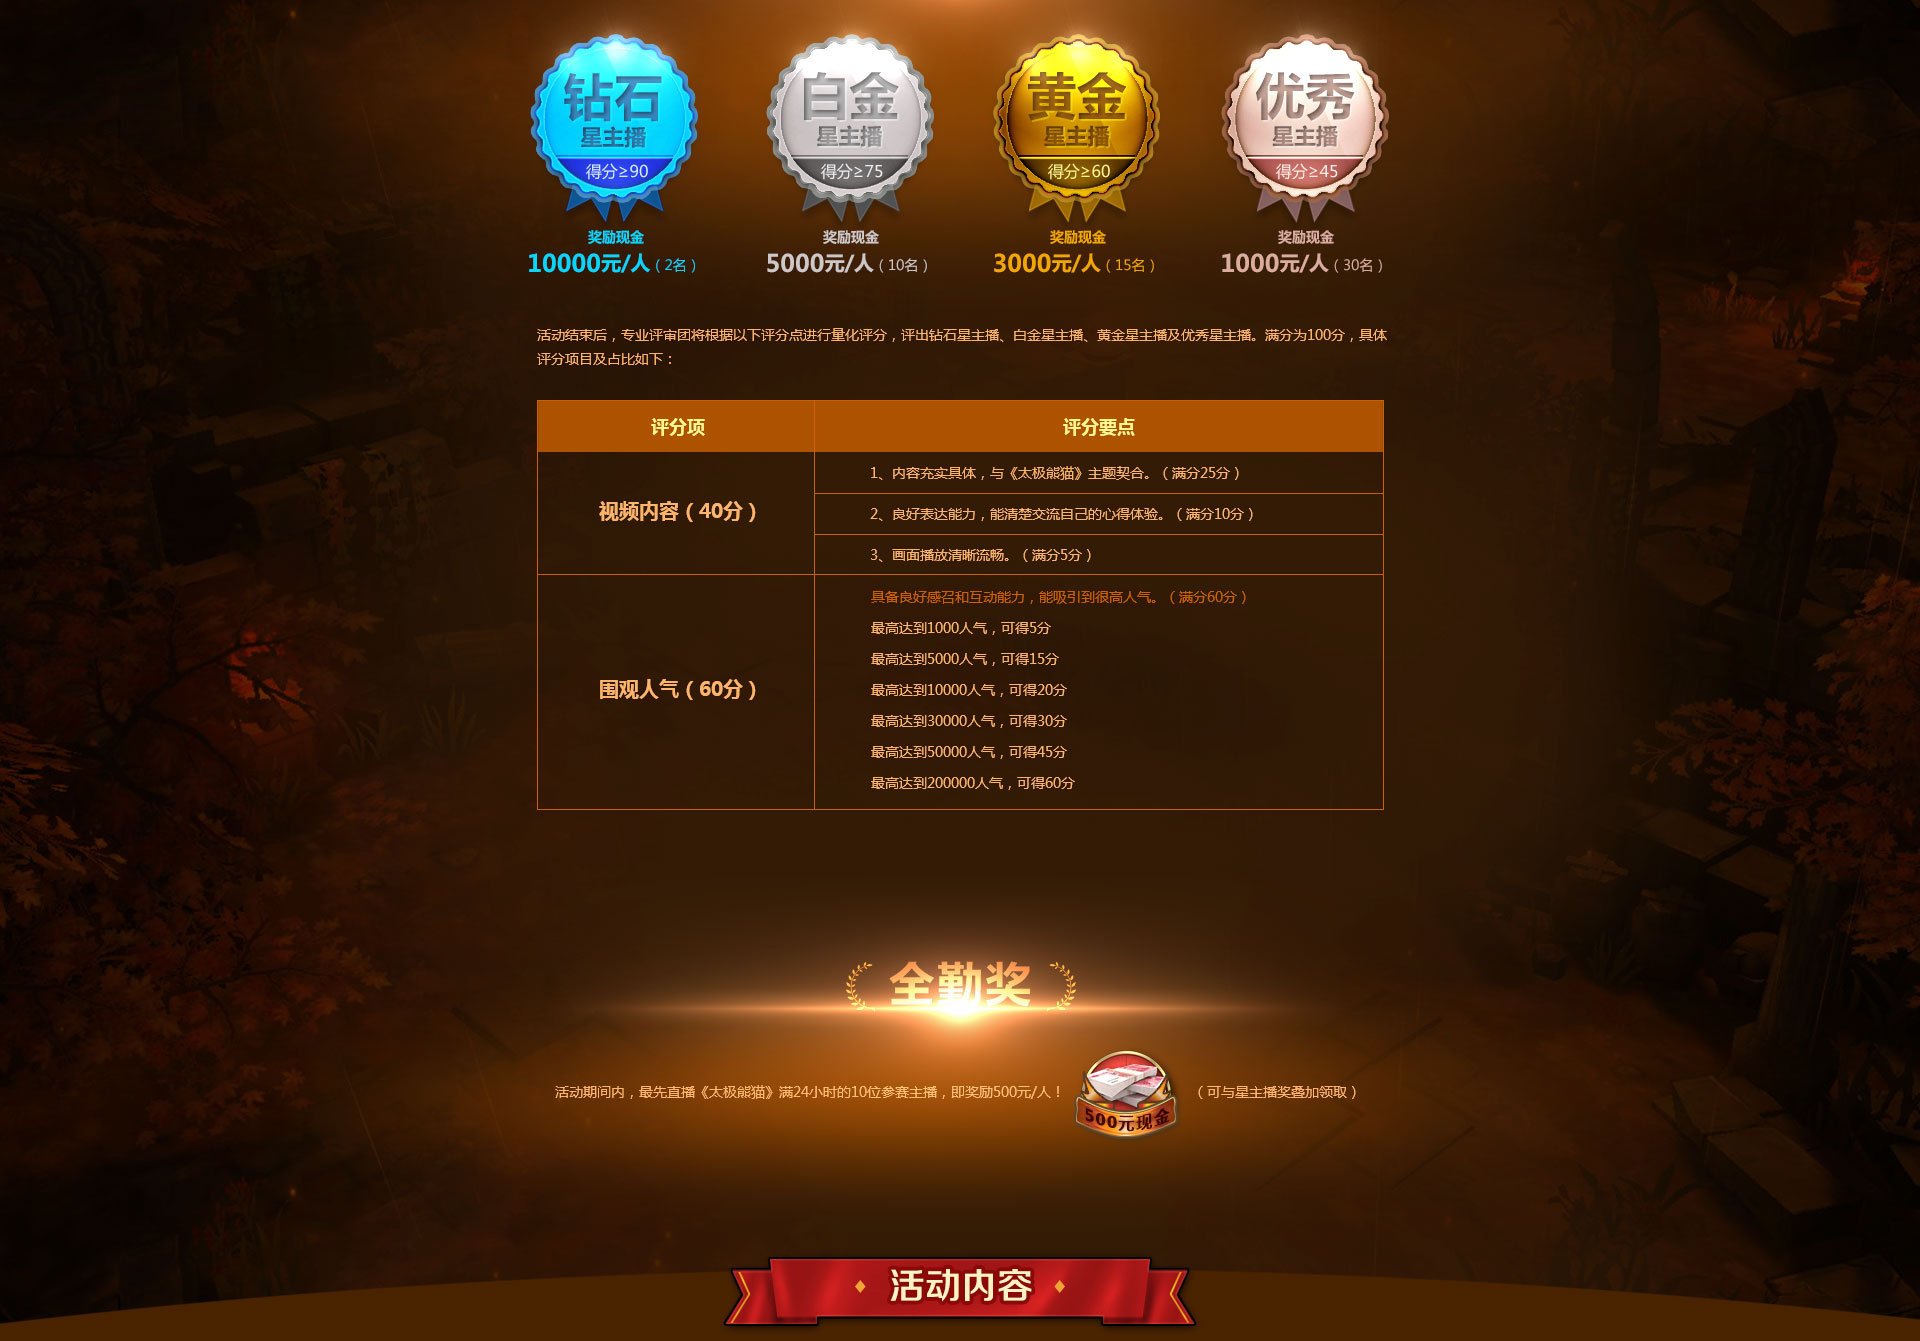 钻石
星主播
得分≥90
奖励现金
10000元/人（2名）
白金
星主播
得分≥75
奖励现金
5000元/人（10名）
黄金
星主播
得分≥60
奖励现金
3000元/人（15名）
优秀
星主播
得分≥45
奖励现金
1000元/人（30名）
活动结束后，专业评审团将根据以下评分点进行量化评分，评出钻石星主播、白金星主播、黄金星主播及优秀星主播。满分为100分，具体
评分项目及占比如下：
评分项
评分要点
视频内容（40分）
1、内容充实具体，与《太极熊猫》主题契合。（满分25分）
2、良好表达能力，能清楚交流自己的心得体验。（满分10分）
3、画面播放清晰流畅。（满分5分）
围观人气（60分）
具备良好感召和互动能力，能吸引到很高人气。（满分60分）
最高达到1000人气，可得5分
最高达到5000人气，可得15分
最高达到10000人气，可得20分
最高达到30000人气，可得30分
最高达到50000人气，可得45分
最高达到200000人气，可得60分
全勤奖
活动期间内，最先直播《太极熊猫》满24小时的10位参赛主播，即奖励500元/人！
500元现金
（可与星主播奖叠加领取）
活动内容